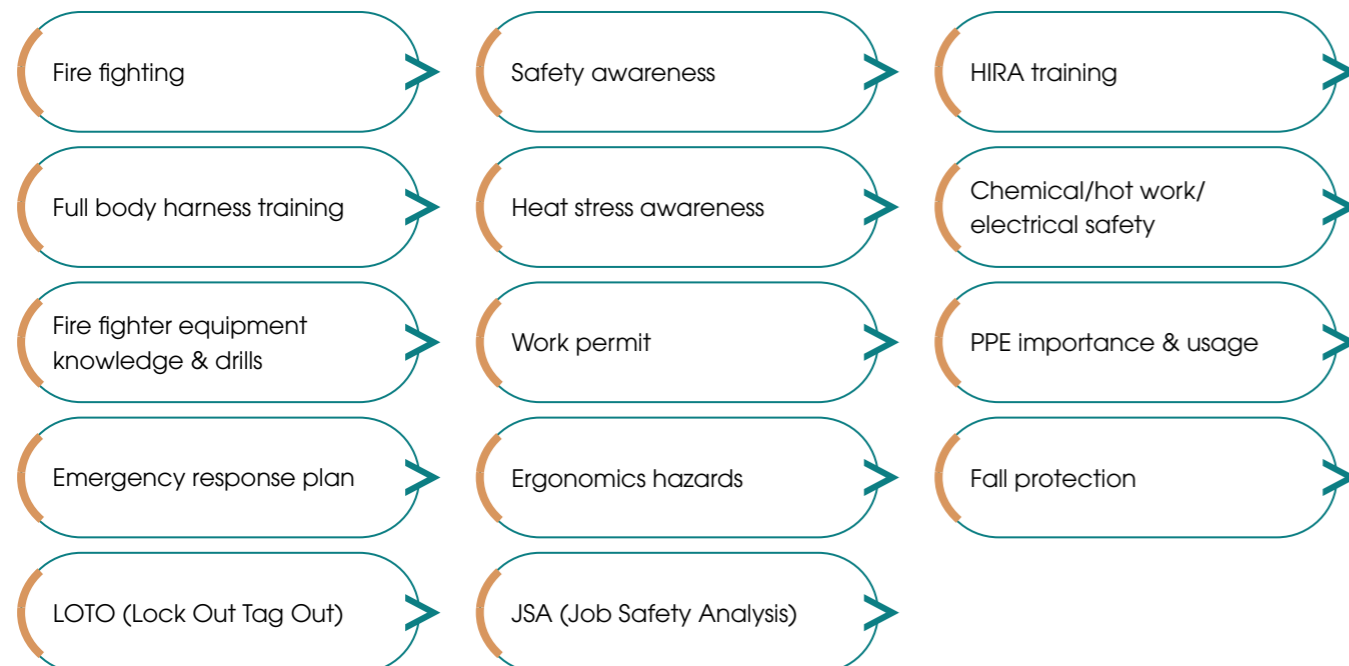 Fire fighting
Safety awareness
HIRA training
Full body harness training
Heat stress awareness
Chemical/hot work/
electrical safety
Fire fighter equipment
knowledge & drills
Work permit
PPE importance & usage
Emergency response plan
Ergonomics hazards
Fall protection
LOTO (Lock Out Tag Out)
JSA (Job Safety Analysis)